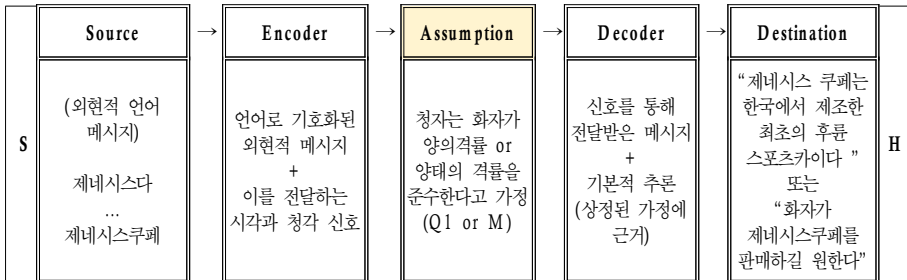 S
Source
(외현적 언어
메시지)
제네시스다
...
제네시스쿠페
→
Encoder
언어로 기호화된
외현적 메시지
+
이를 전달하는
시각과 청각 신호
→
Assumption
청자는 화자가
양의격률 or
양태의 격률을
준수한다고 가정
(Q1 or M)
→
Decoder
신호를 통해
전달받은 메시지
+
기본적 추론
(상정된 가정에
근거)
→
Destination
“제네시스 쿠페는
한국에서 제조한
최초의 후륜
스포츠카이다 ”
또는
“화자가
제네시스쿠페를
판매하길 원한다”
H